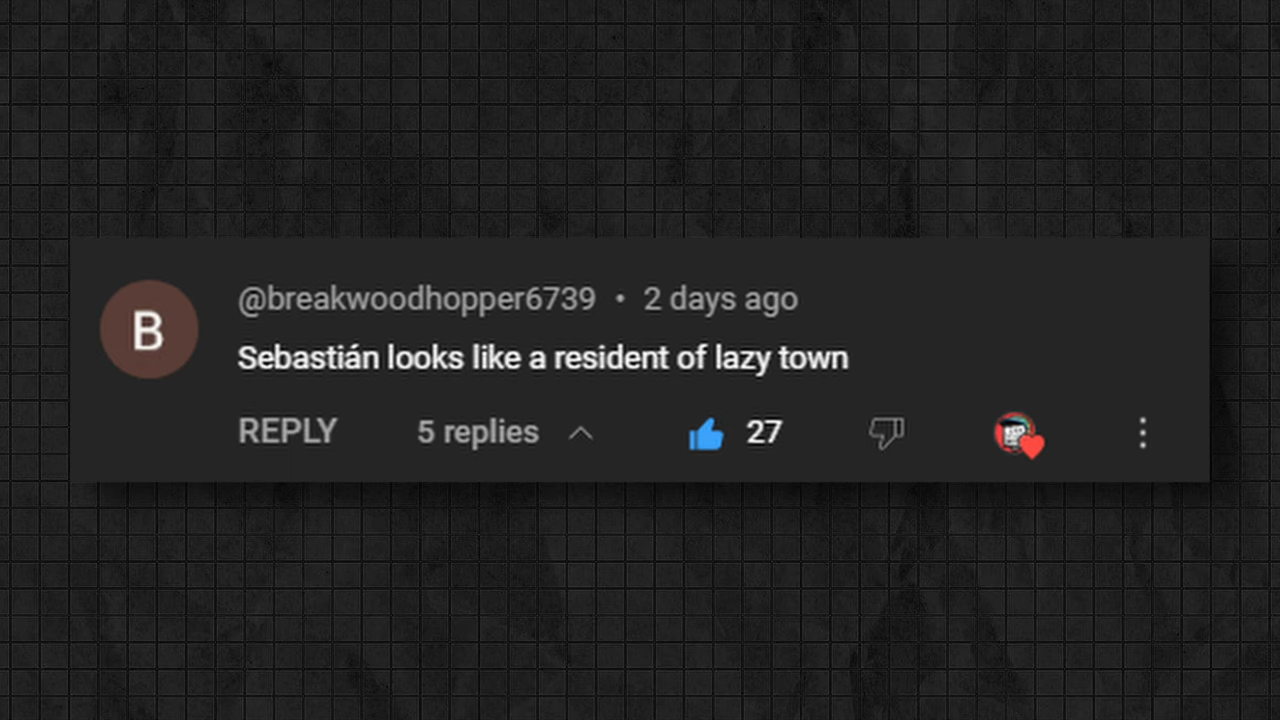 B
@breakwoodhopper6739 • 2 days ago
Sebastián looks like a resident of lazy town
REPLY 5 replies 27